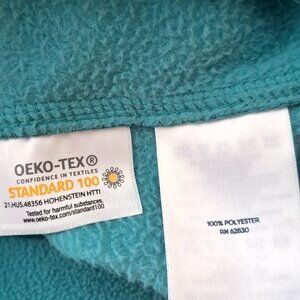 OEKO-TEX®
CONFIDENCE IN TEXTILES
STANDARD 100
21.HUS.48356 HOHENSTEIN HTTI
Tested for harmful substances.
www.oeko-tex.com/standard100
100% POLYESTER
RN 62830